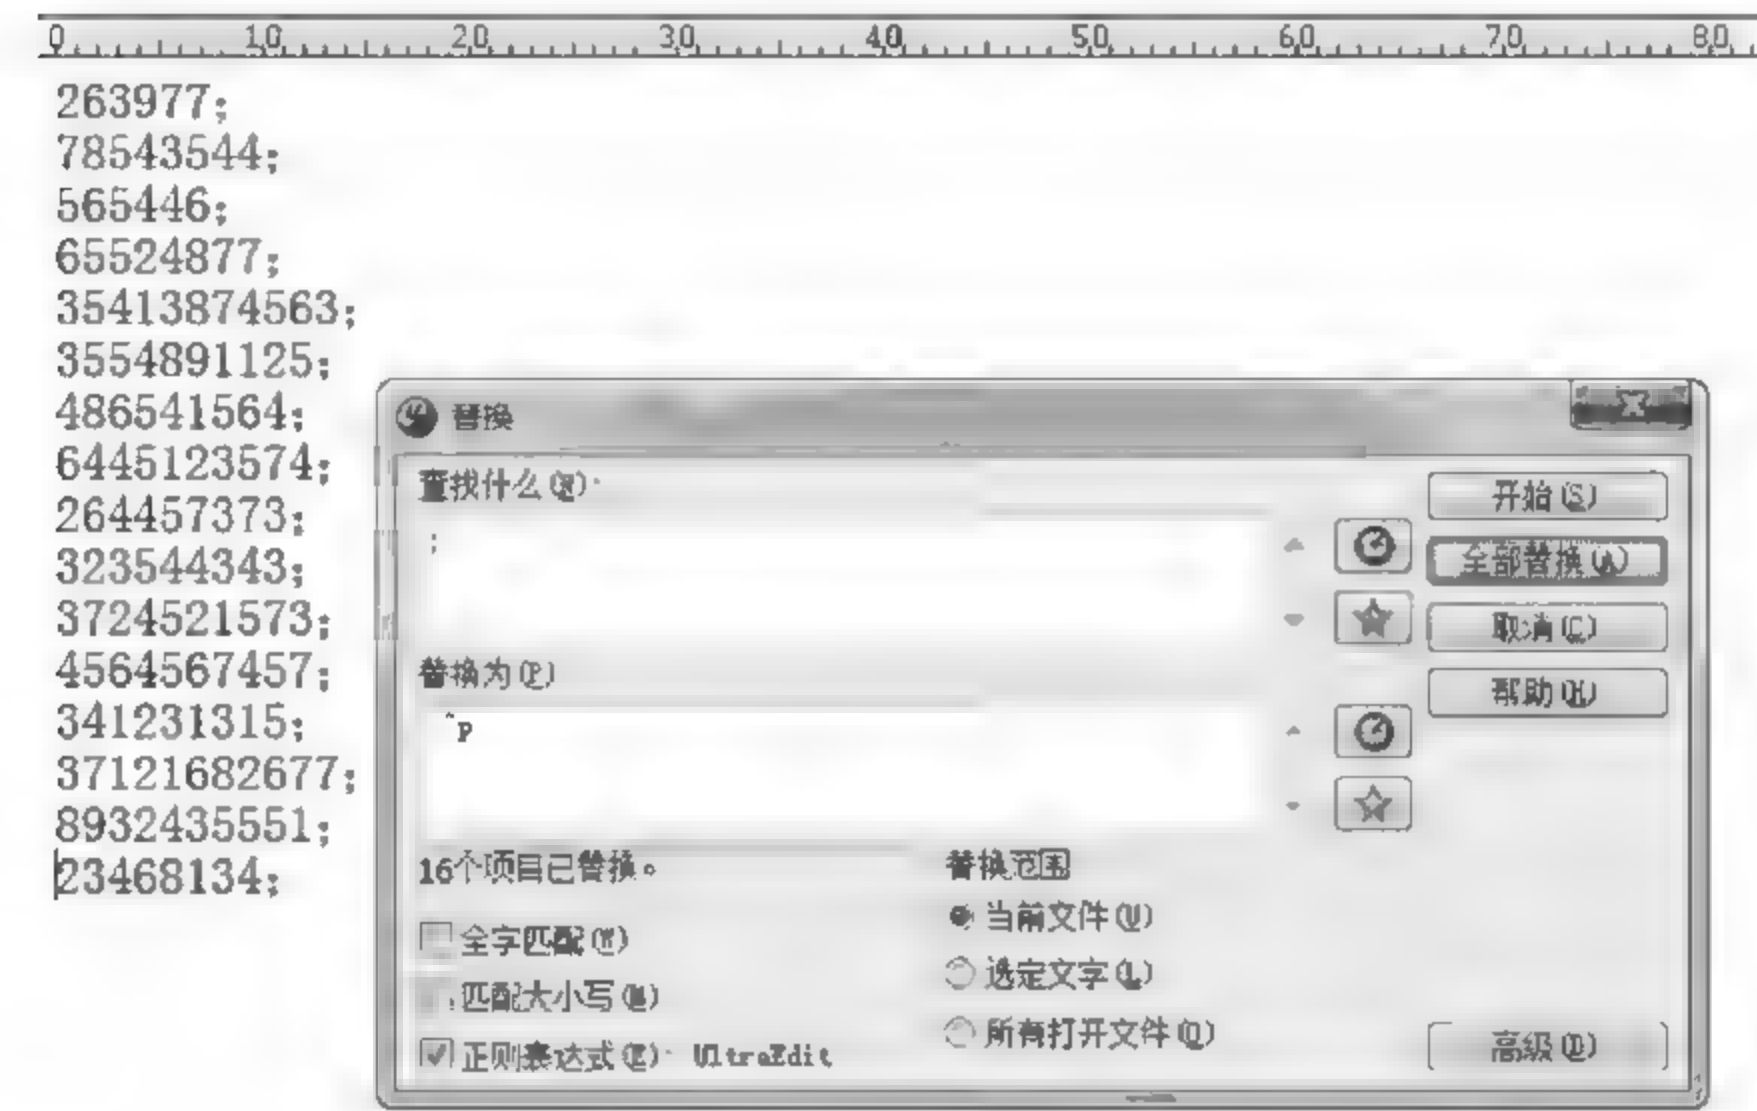 0 10 20 30 40 50 60 70 80
263977;
78543544;
565446;
65524877;
35413874563;
3554891125;
486541564;
6445123574;
264457373;
323544343;
3724521573;
4564567457;
341231315;
37121682677;
8932435551;
23468134;
替换
查找什么(N):
;
替换为(P)
^p
16个项目已替换。
全字匹配(W)
匹配大小写(M)
正则表达式(E): UltraEdit
替换范围
当前文件(U)
选定文字(L)
所有打开文件(O)
开始(S)
全部替换(A)
取消(C)
帮助(H)
高级(D)